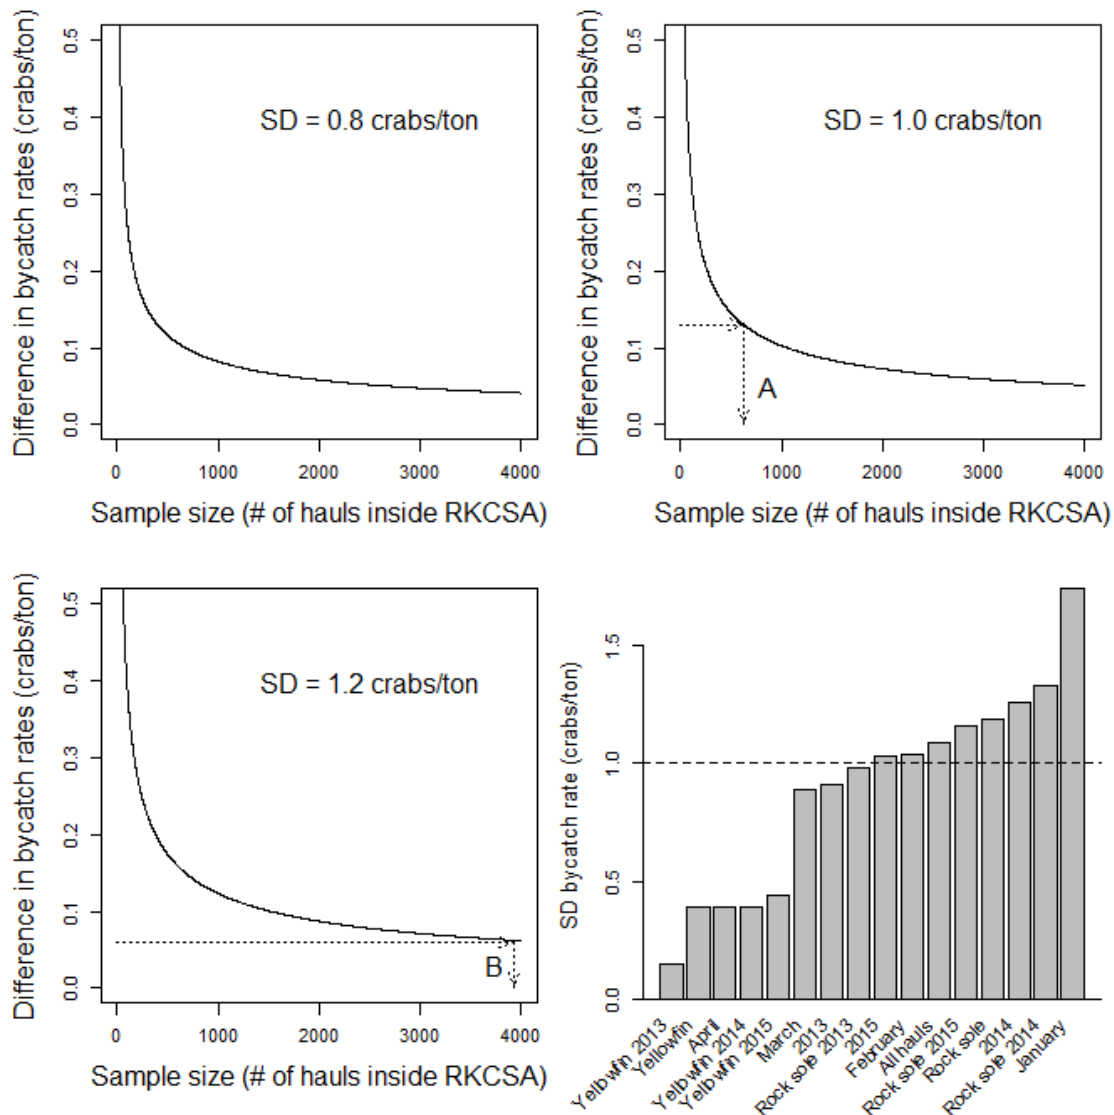 Difference in bycatch rates (crabs/ton)
0.5
0.4
0.3
0.2
0.1
0.0
SD = 0.8 crabs/ton
0 1000 2000 3000 4000
Sample size (# of hauls inside RKCSA)
Difference in bycatch rates (crabs/ton)
0.5
0.4
0.3
0.2
0.1
0.0
SD = 1.0 crabs/ton
A
0 1000 2000 3000 4000
Sample size (# of hauls inside RKCSA)
Difference in bycatch rates (crabs/ton)
0.5
0.4
0.3
0.2
0.1
0.0
SD = 1.2 crabs/ton
B
0 1000 2000 3000 4000
Sample size (# of hauls inside RKCSA)
SD bycatch rate (crabs/ton)
1.5
1.0
0.5
0.0
Yellowfin 2013
Yellowfin
April
Yellowfin 2014
Yellowfin 2015
March
2013
Rock sole 2013
2015
February
All hauls
Rock sole 2015
Rock sole
2014
Rock sole 2014
January